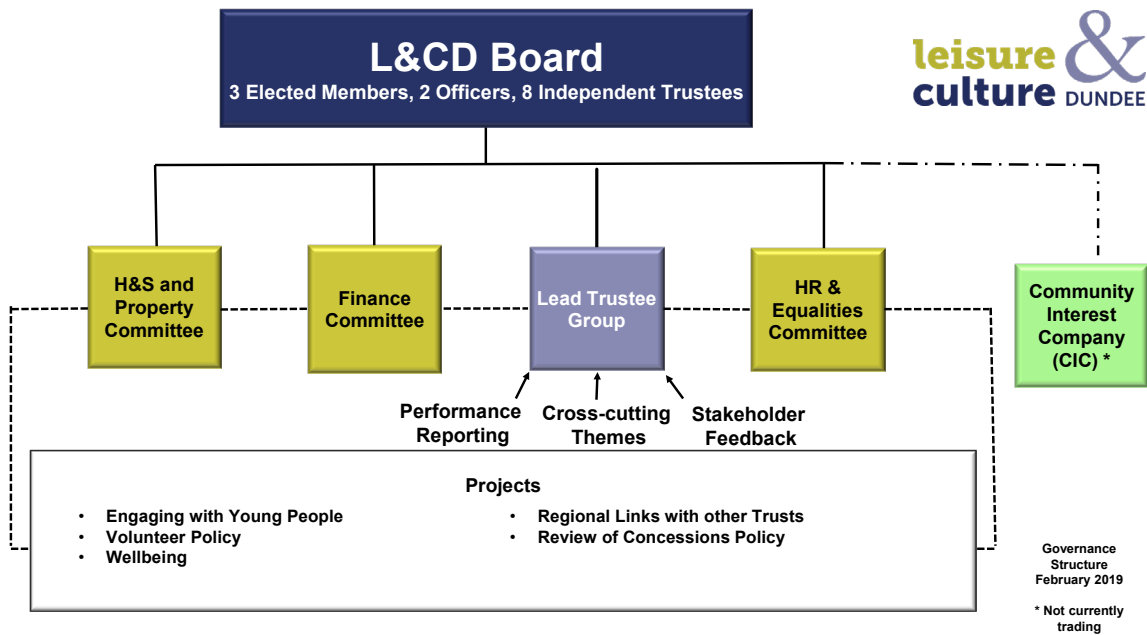 L&CD Board
3 Elected Members, 2 Officers, 8 Independent Trustees
leisure &
culture DUNDEE
H&S and
Property
Committee
Finance
Committee
Lead Trustee
Group
HR &
Equalities
Committee
Community
Interest
Company
(CIC) *
Performance
Reporting
Cross-cutting
Themes
Stakeholder
Feedback
Projects
• Engaging with Young People
• Volunteer Policy
• Wellbeing
• Regional Links with other Trusts
• Review of Concessions Policy
Governance
Structure
February 2019
* Not currently
trading